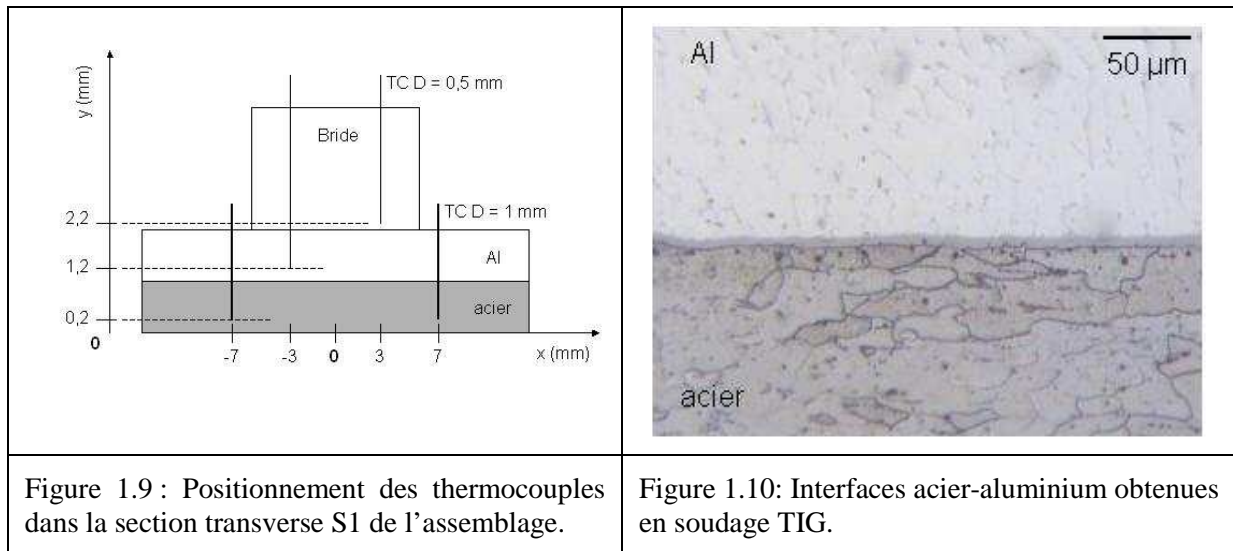 y (mm)
TC D = 0,5 mm
Bride
2,2
TC D = 1 mm
Al
1,2
acier
0,2
0
-7
-3
0
3
7
x (mm)
Al
50 µm
acier
Figure 1.9 : Positionnement des thermocouples
dans la section transverse S1 de l’assemblage.
Figure 1.10: Interfaces acier-aluminium obtenues
en soudage TIG.